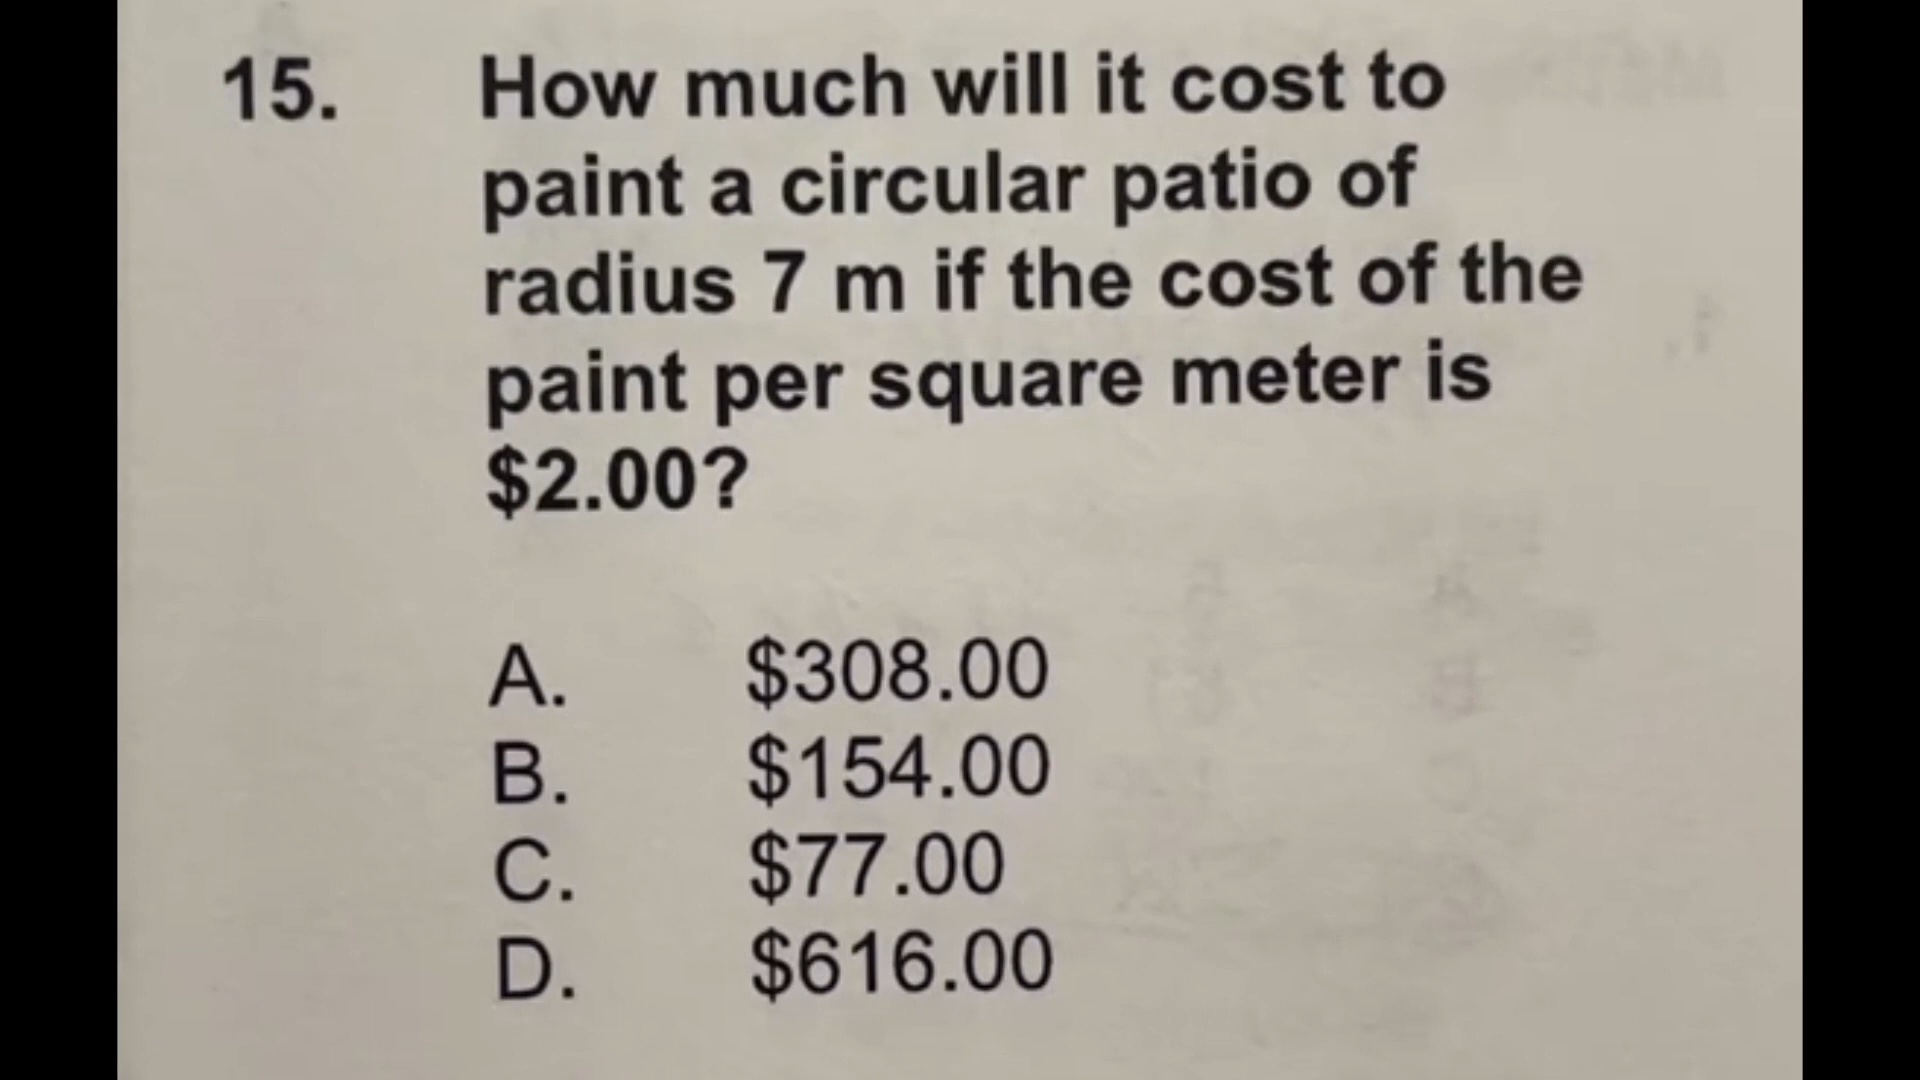 15. How much will it cost to
paint a circular patio of
radius 7 m if the cost of the
paint per square meter is
$2.00?
A. $308.00
B. $154.00
C. $77.00
D. $616.00